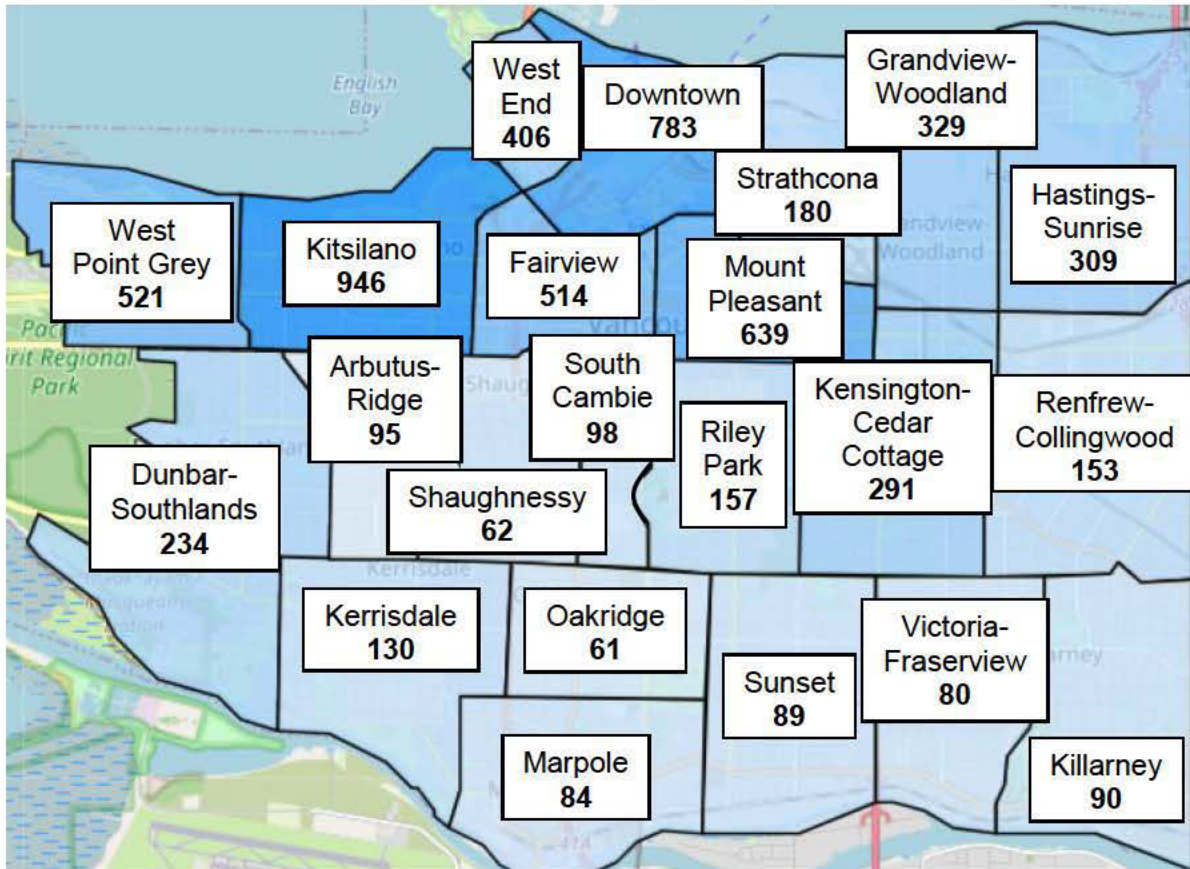 English
Bay
West
End
406
Downtown
783
Grandview-
Woodland
329
Strathcona
180
Hastings-
Sunrise
309
West
Point Grey
521
Kitsilano
946
Fairview
514
Mount
Pleasant
639
Woodland
Pacific
Spirit Regional
Park
Arbutus-
Ridge
95
South
Cambie
98
Riley
Park
157
Kensington-
Cedar
Cottage
291
Renfrew-
Collingwood
153
Dunbar-
Southlands
234
Shaughnessy
62
Kerrisdale
Kerrisdale
130
Oakridge
61
Sunset
89
Victoria-
Fraserview
80
Marpole
84
Killarney
90
41A